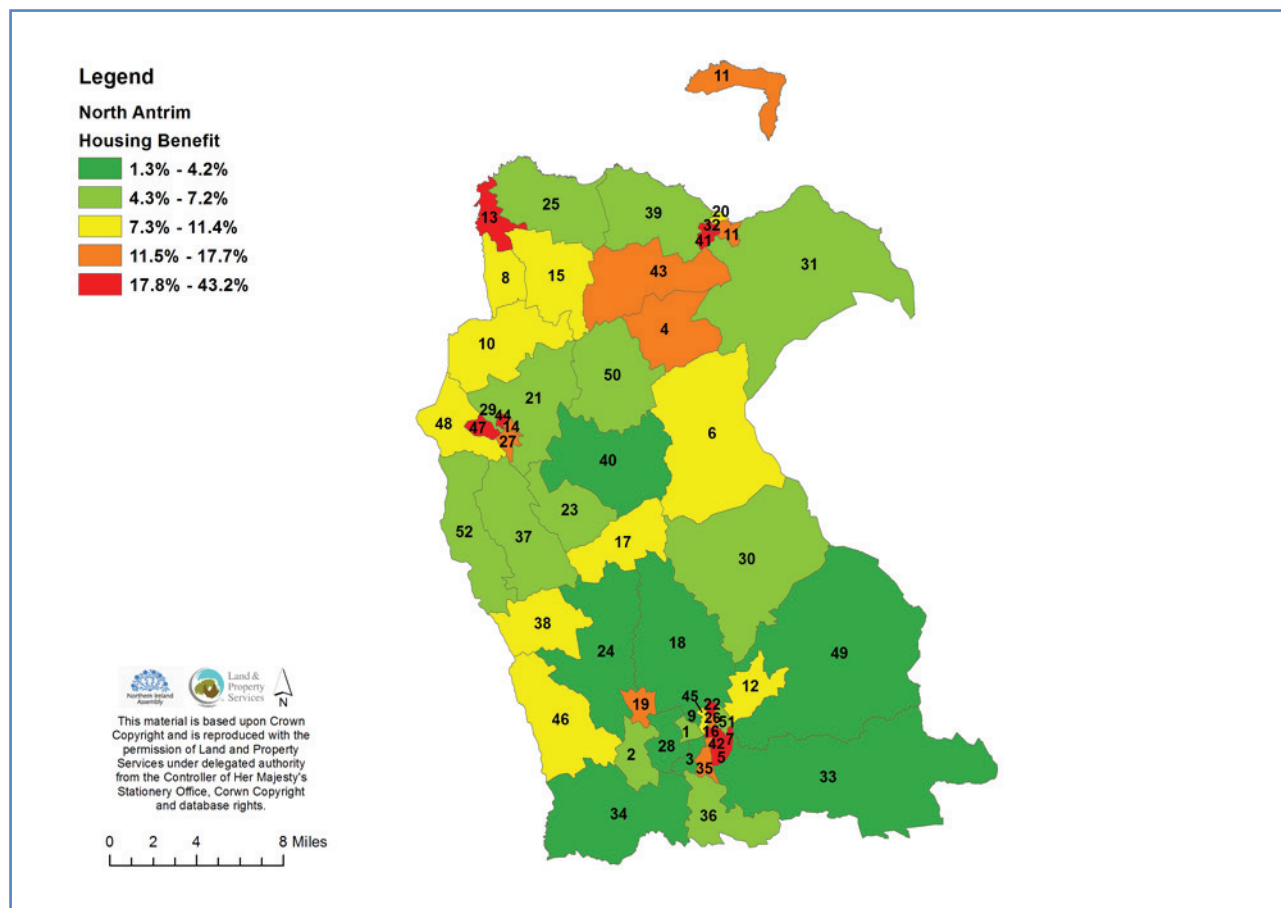 Legend
North Antrim
Housing Benefit
1.3% - 4.2%
4.3% - 7.2%
7.3% - 11.4%
11.5% - 17.7%
17.8% - 43.2%
11
25
39
20
13
32
41
11
31
8
15
43
4
10
50
21
29
44
48
47
14
27
6
40
23
52
37
17
30
38
24
18
49
12
19
45
22
9
26
51
46
1
16
7
2
28
42
3
5
35
33
34
36
Northern Ireland
Assembly
Land &
Property
Services
N
This material is based upon Crown
Copyright and is reproduced with the
permission of Land and Property
Services under delegated authority
from the Controller of Her Majesty's
Stationery Office, Corwn Copyright
and database rights.
0 2 4 8 Miles